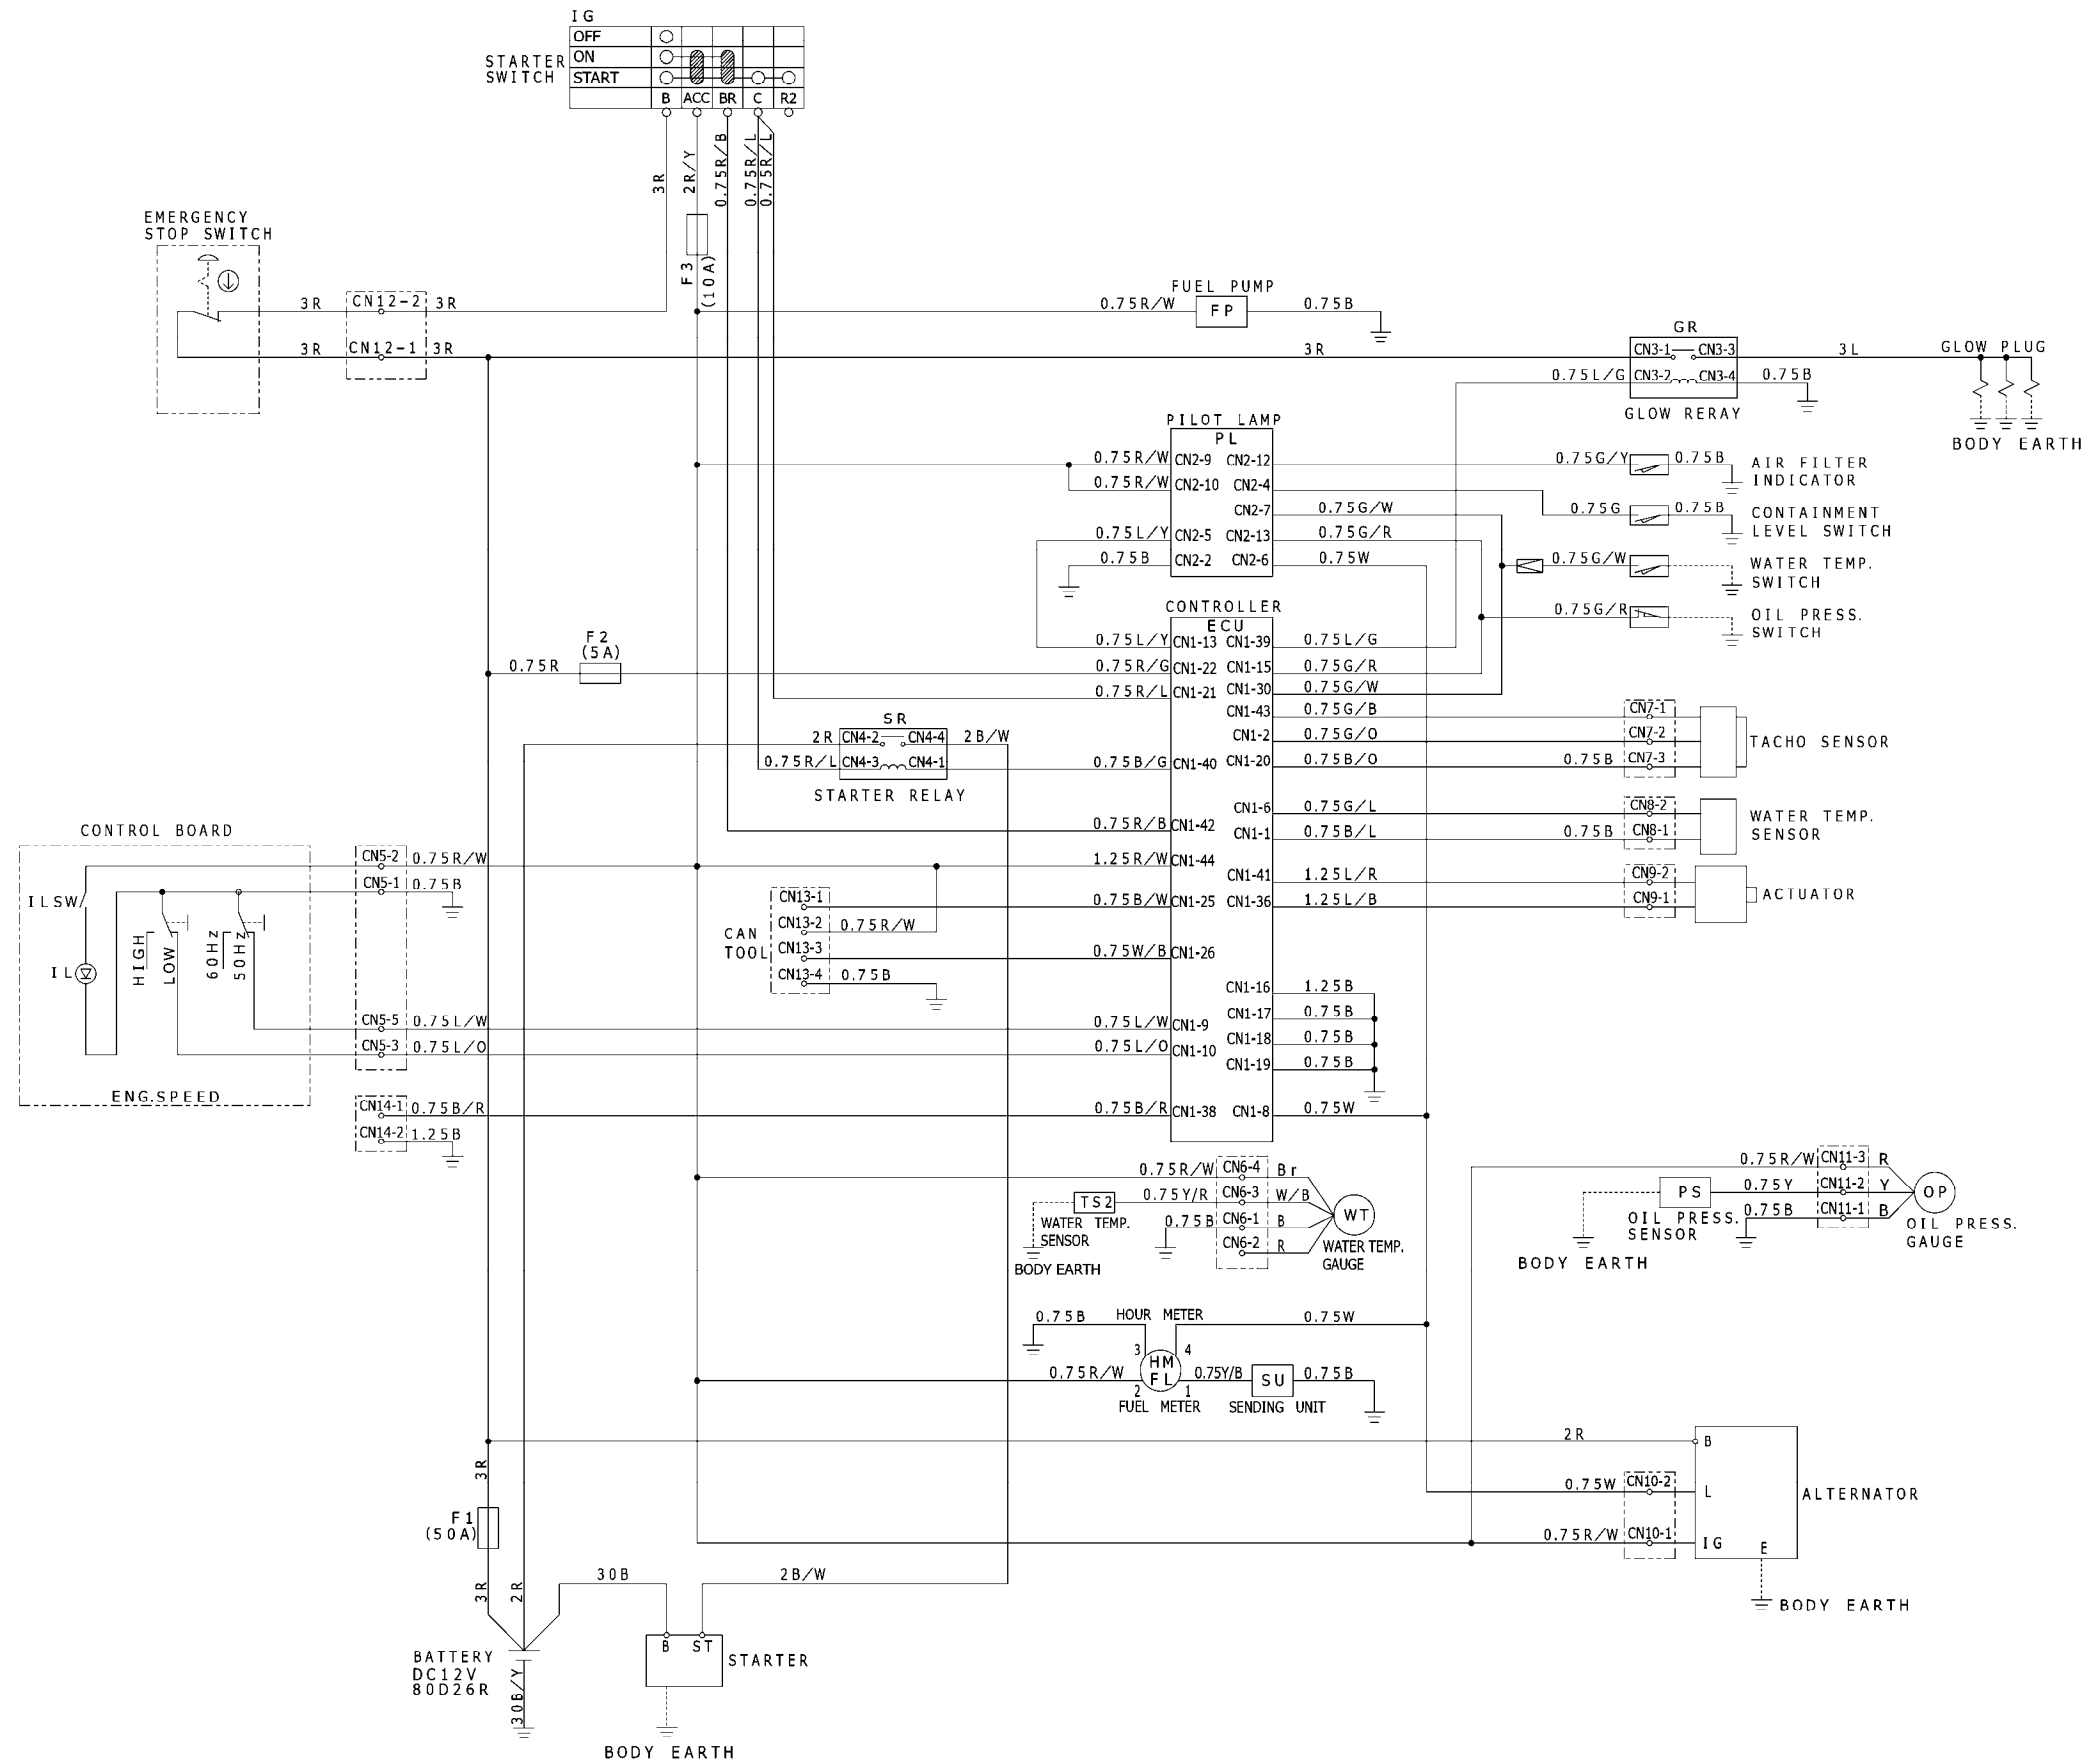 IG
OFF
ON
START
STARTER
SWITCH
B ACC BR C R2
3R
2R/Y
0.75R/B
0.75R/L
0.75R/L
F3
(10A)
EMERGENCY
STOP SWITCH
3R CN12-2 3R
3R CN12-1 3R
FUEL PUMP
0.75R/W FP 0.75B
3R
GR
CN3-1 CN3-3
3L
GLOW PLUG
0.75L/G CN3-2 CN3-4 0.75B
GLOW RERAY
BODY EARTH
PILOT LAMP
PL
0.75R/W CN2-9 CN2-12
0.75R/W CN2-10 CN2-4
CN2-7 0.75G/W
0.75L/Y CN2-5 CN2-13 0.75G/R
0.75B CN2-2 CN2-6 0.75W
0.75G/Y 0.75B AIR FILTER
INDICATOR
0.75G 0.75B CONTAINMENT
LEVEL SWITCH
0.75G/W WATER TEMP.
SWITCH
0.75G/R OIL PRESS.
SWITCH
CONTROLLER
ECU
F2
(5A)
0.75R
0.75L/Y CN1-13 CN1-39 0.75L/G
0.75R/G CN1-22 CN1-15 0.75G/R
0.75R/L CN1-21 CN1-30 0.75G/W
CN1-43 0.75G/B CN7-1
CN1-2 0.75G/O CN7-2
TACHO SENSOR
0.75B/G CN1-40 CN1-20 0.75B/O 0.75B CN7-3
SR
2R CN4-2 CN4-4 2B/W
0.75R/L CN4-3 CN4-1
STARTER RELAY
CN1-6 0.75G/L CN8-2
WATER TEMP.
SENSOR
0.75R/B CN1-42 CN1-1 0.75B/L 0.75B CN8-1
CONTROL BOARD
CN5-2 0.75R/W
1.25R/W CN1-44
CN1-41 1.25L/R CN9-2
CN5-1 0.75B
ACTUATOR
0.75B/W CN1-25 CN1-36 1.25L/B CN9-1
ILSW
IL
HIGH
LOW
60Hz
50Hz
CAN
TOOL
CN13-1
CN13-2 0.75R/W
CN13-3
CN13-4 0.75B
0.75W/B CN1-26
CN1-16 1.25B
CN1-17 0.75B
CN1-18 0.75B
CN1-19 0.75B
CN5-5 0.75L/W 0.75L/W CN1-9
CN5-3 0.75L/O 0.75L/O CN1-10
ENG.SPEED
CN14-1 0.75B/R 0.75B/R CN1-38 CN1-8 0.75W
CN14-2 1.25B
0.75R/W CN6-4 Br
TS2 0.75Y/R CN6-3 W/B
WATER TEMP.
SENSOR
0.75B CN6-1 B
WT
CN6-2 R
WATER TEMP.
GAUGE
BODY EARTH
0.75R/W CN11-3 R
PS 0.75Y CN11-2 Y OP
OIL PRESS.
SENSOR
0.75B CN11-1 B
OIL PRESS.
GAUGE
BODY EARTH
0.75B HOUR METER 0.75W
3 4
HM
FL
0.75R/W 0.75Y/B SU 0.75B
2 1
FUEL METER SENDING UNIT
2R B
0.75W CN10-2 L
ALTERNATOR
0.75R/W CN10-1 IG
E
BODY EARTH
3R
F1
(50A)
3R
2R
30B
2B/W
BATTERY
DC12V
80D26R
30B/Y
B ST
STARTER
BODY EARTH